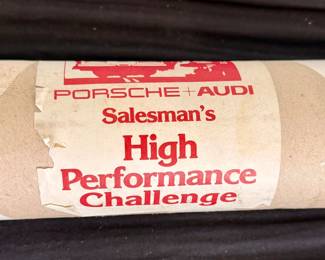 PORSCHE+AUDI
Salesman's
High
Performance
Challenge